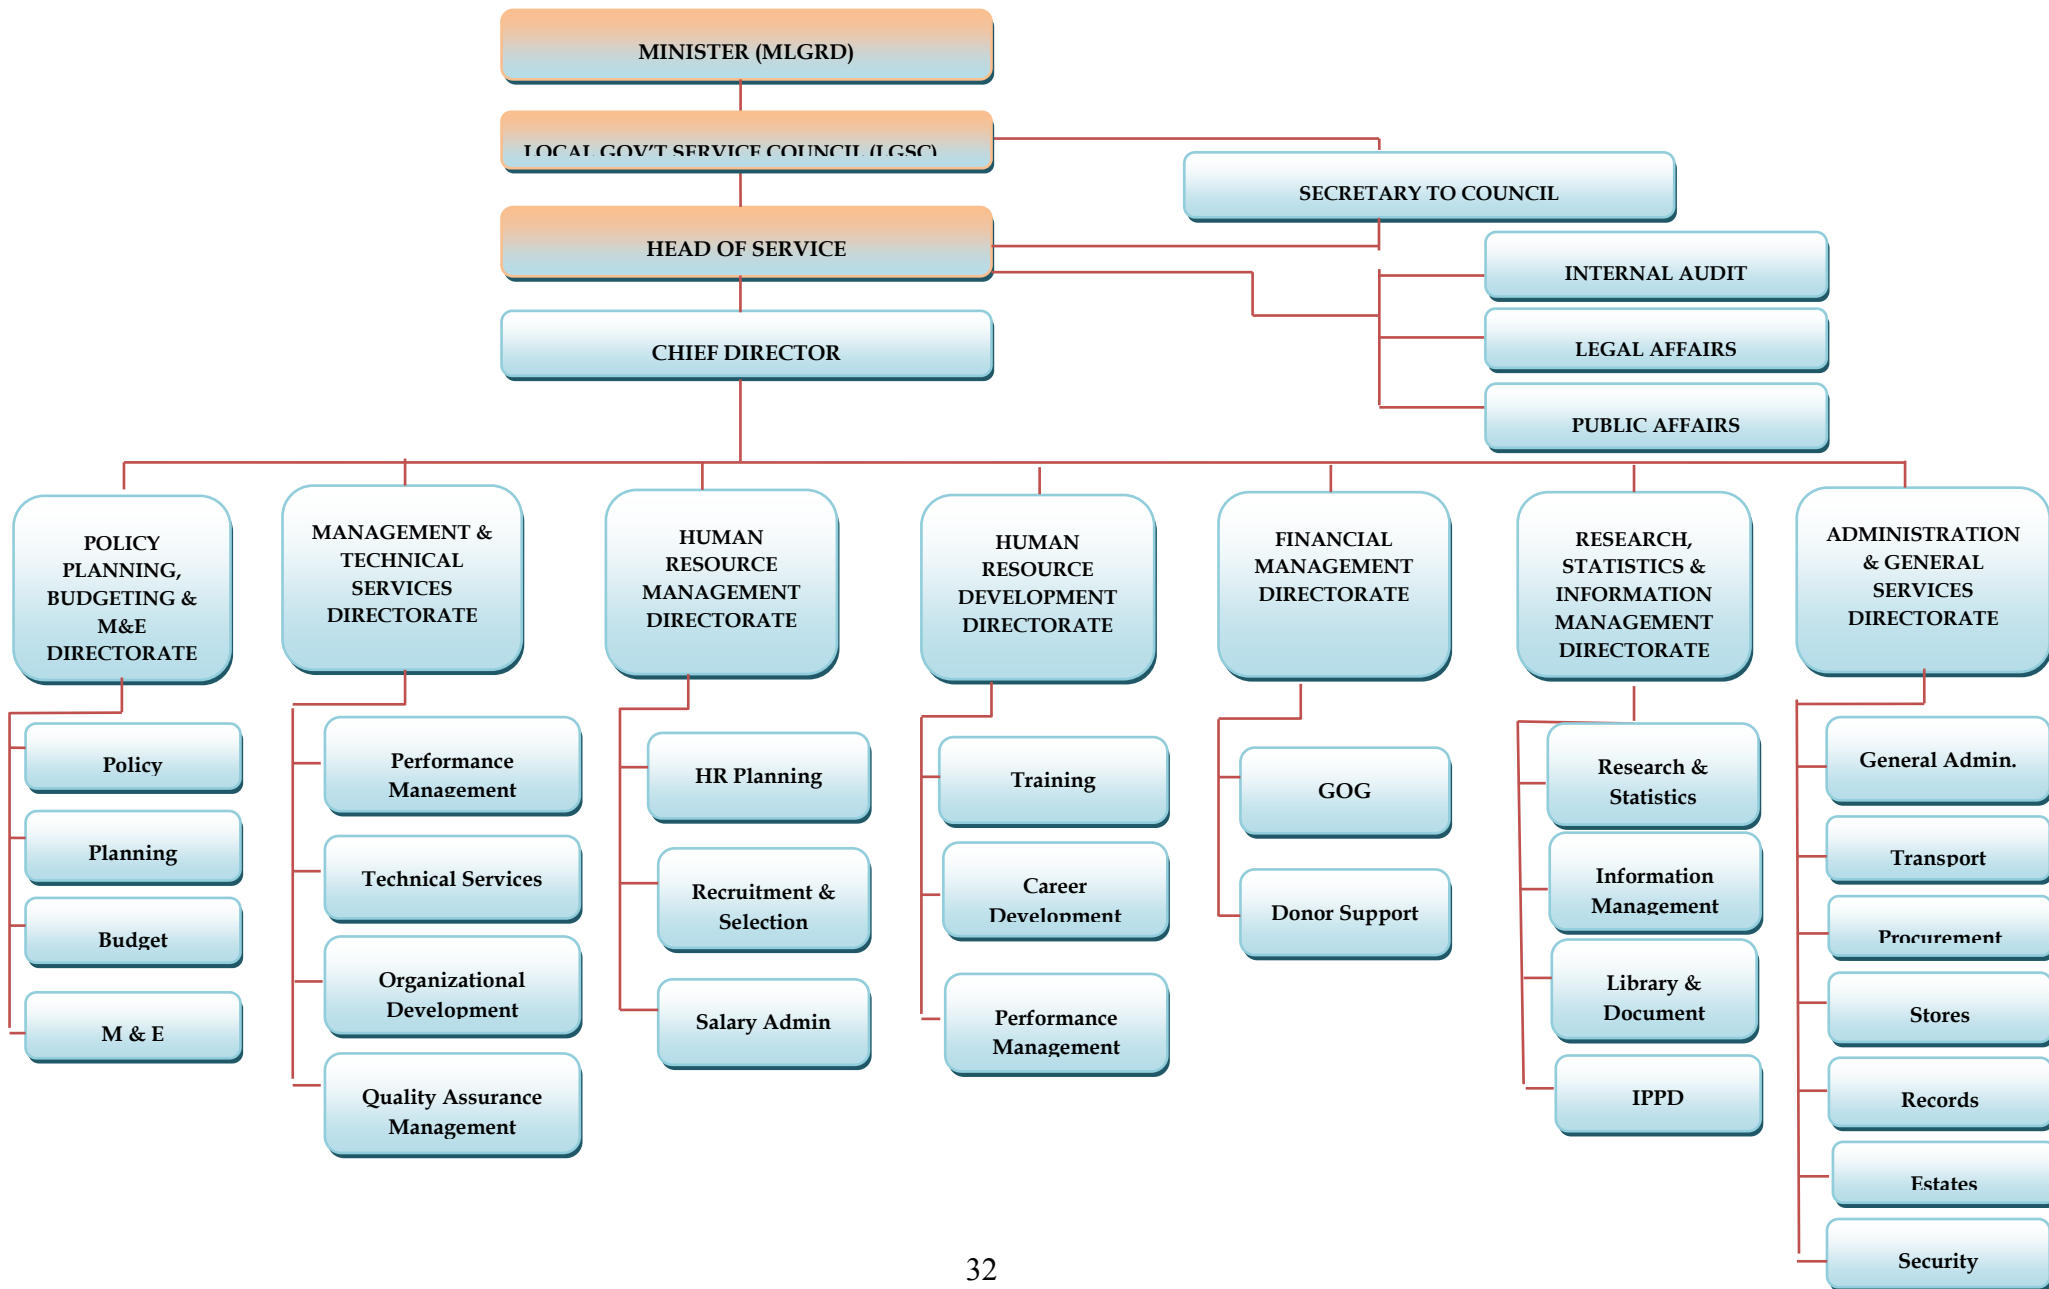 MINISTER (MLGRD)
LOCAL GOV’T SERVICE COUNCIL (LGSC)
SECRETARY TO COUNCIL
HEAD OF SERVICE
INTERNAL AUDIT
LEGAL AFFAIRS
CHIEF DIRECTOR
PUBLIC AFFAIRS
POLICY
PLANNING,
BUDGETING &
M&E
DIRECTORATE
Policy
Planning
Budget
M & E
MANAGEMENT &
TECHNICAL
SERVICES
DIRECTORATE
Performance
Management
Technical Services
Organizational
Development
Quality Assurance
Management
HUMAN
RESOURCE
MANAGEMENT
DIRECTORATE
HR Planning
Recruitment &
Selection
Salary Admin
HUMAN
RESOURCE
DEVELOPMENT
DIRECTORATE
Training
Career
Development
Performance
Management
FINANCIAL
MANAGEMENT
DIRECTORATE
GOG
Donor Support
RESEARCH,
STATISTICS &
INFORMATION
MANAGEMENT
DIRECTORATE
Research &
Statistics
Information
Management
Library &
Document
IPPD
ADMINISTRATION
& GENERAL
SERVICES
DIRECTORATE
General Admin.
Transport
Procurement
Stores
Records
Estates
Security
32